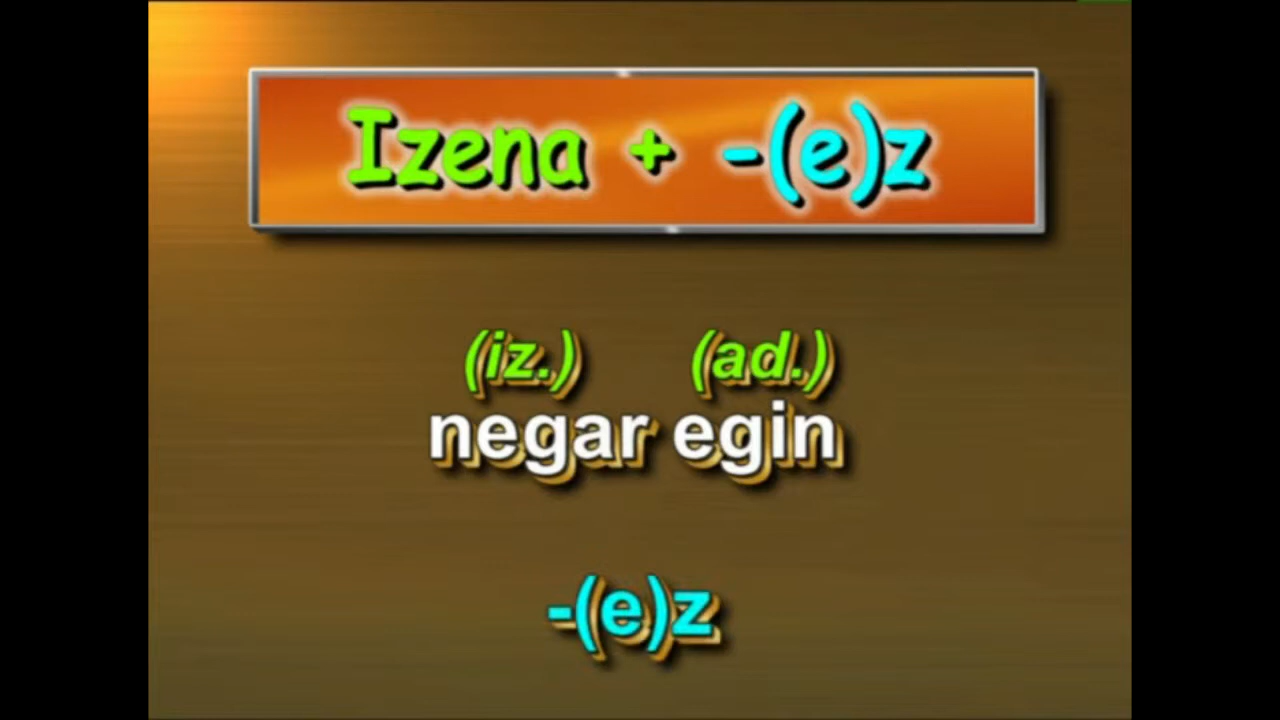 Izena + -(e)z
(iz.) (ad.)
negar egin
-(e)z